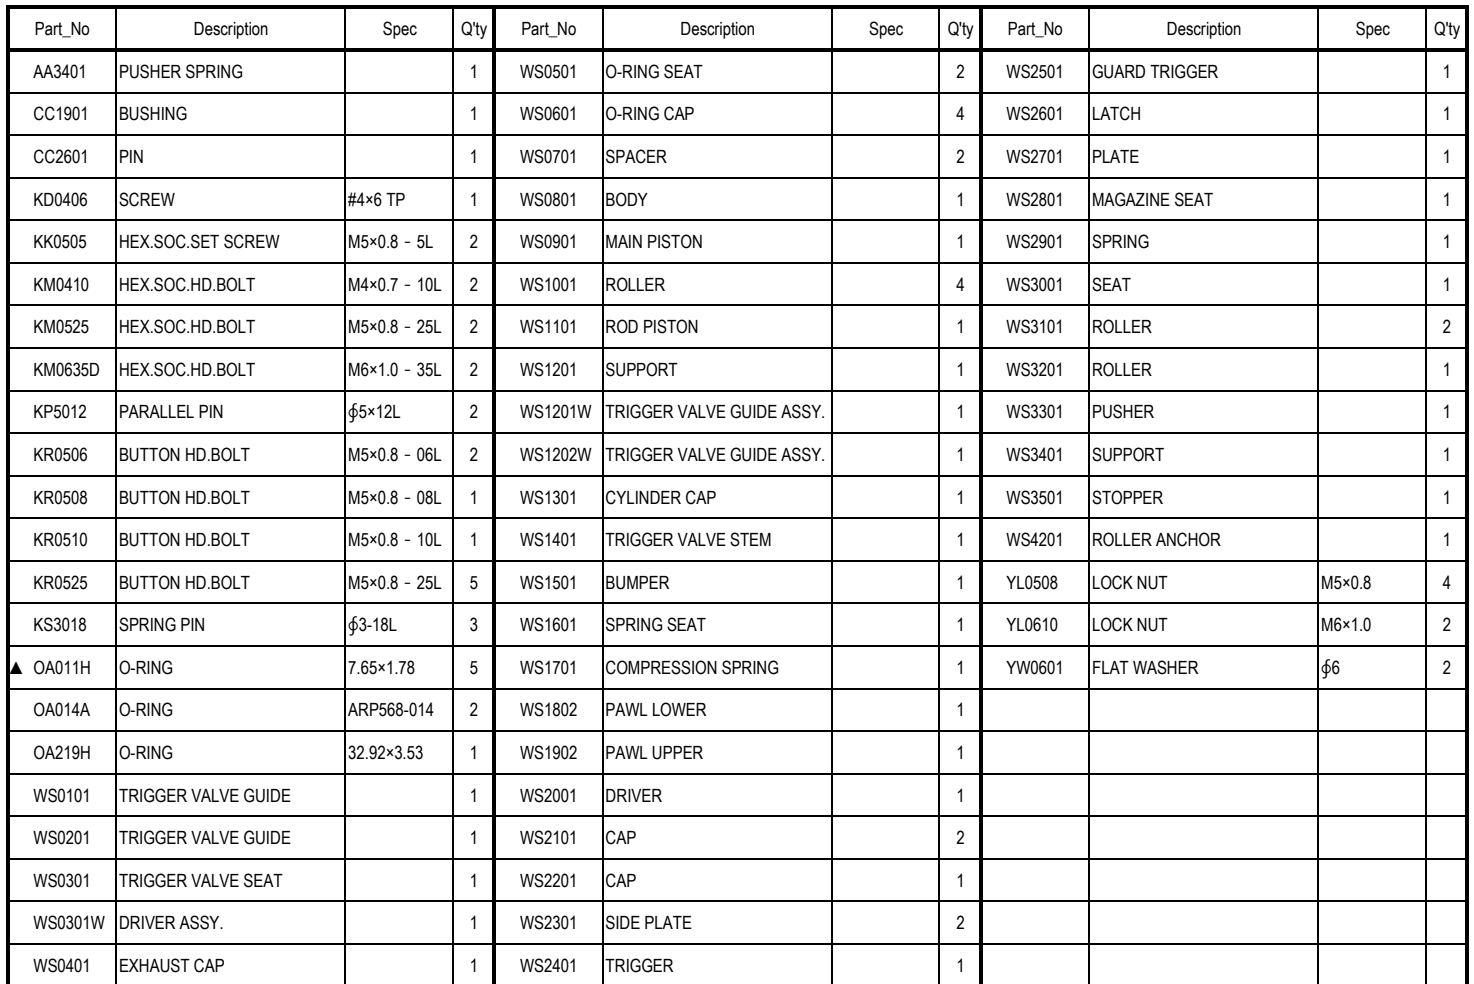 Part_No Description Spec Q'ty Part_No Description Spec Q'ty Part_No Description Spec Q'ty
AA3401 PUSHER SPRING 1 WS0501 O-RING SEAT 2 WS2501 GUARD TRIGGER 1
CC1901 BUSHING 1 WS0601 O-RING CAP 4 WS2601 LATCH 1
CC2601 PIN 1 WS0701 SPACER 2 WS2701 PLATE 1
KD0406 SCREW #4×6 TP 1 WS0801 BODY 1 WS2801 MAGAZINE SEAT 1
KK0505 HEX.SOC.SET SCREW M5×0.8 - 5L 2 WS0901 MAIN PISTON 1 WS2901 SPRING 1
KM0410 HEX.SOC.HD.BOLT M4×0.7 - 10L 2 WS1001 ROLLER 4 WS3001 SEAT 1
KM0525 HEX.SOC.HD.BOLT M5×0.8 - 25L 2 WS1101 ROD PISTON 1 WS3101 ROLLER 2
KM0635D HEX.SOC.HD.BOLT M6×1.0 - 35L 2 WS1201 SUPPORT 1 WS3201 ROLLER 1
KP5012 PARALLEL PIN ∮5×12L 2 WS1201W TRIGGER VALVE GUIDE ASSY. 1 WS3301 PUSHER 1
KR0506 BUTTON HD.BOLT M5×0.8 - 06L 2 WS1202W TRIGGER VALVE GUIDE ASSY. 1 WS3401 SUPPORT 1
KR0508 BUTTON HD.BOLT M5×0.8 - 08L 1 WS1301 CYLINDER CAP 1 WS3501 STOPPER 1
KR0510 BUTTON HD.BOLT M5×0.8 - 10L 1 WS1401 TRIGGER VALVE STEM 1 WS4201 ROLLER ANCHOR 1
KR0525 BUTTON HD.BOLT M5×0.8 - 25L 5 WS1501 BUMPER 1 YL0508 LOCK NUT M5×0.8 4
KS3018 SPRING PIN ∮3-18L 3 WS1601 SPRING SEAT 1 YL0610 LOCK NUT M6×1.0 2
▲ OA011H O-RING 7.65×1.78 5 WS1701 COMPRESSION SPRING 1 YW0601 FLAT WASHER ∮6 2
OA014A O-RING ARP568-014 2 WS1802 PAWL LOWER 1
OA219H O-RING 32.92×3.53 1 WS1902 PAWL UPPER 1
WS0101 TRIGGER VALVE GUIDE 1 WS2001 DRIVER 1
WS0201 TRIGGER VALVE GUIDE 1 WS2101 CAP 2
WS0301 TRIGGER VALVE SEAT 1 WS2201 CAP 1
WS0301W DRIVER ASSY. 1 WS2301 SIDE PLATE 2
WS0401 EXHAUST CAP 1 WS2401 TRIGGER 1